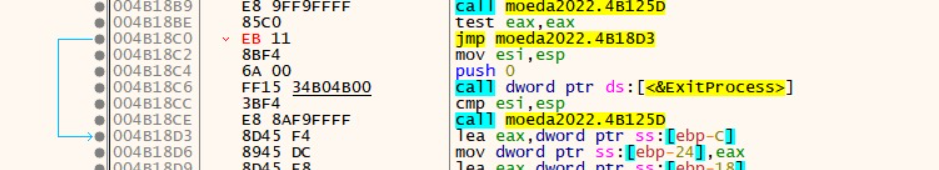 004B18B9 E8 9FF9FFFF call moeda2022.4B125D
004B18BE 85C0 test eax,eax
004B18C0 EB 11 jmp moeda2022.4B18D3
004B18C2 8BF4 mov esi,esp
004B18C4 6A 00 push 0
004B18C6 FF15 34B04B00 call dword ptr ds:[<&ExitProcess>]
004B18CC 3BF4 cmp esi,esp
004B18CE E8 8AF9FFFF call moeda2022.4B125D
004B18D3 8D45 F4 lea eax,dword ptr ss:[ebp-C]
004B18D6 8945 DC mov dword ptr ss:[ebp-24],eax
004B18D9 8D45 E8 lea eax,dword ptr ss:[ebp-18]